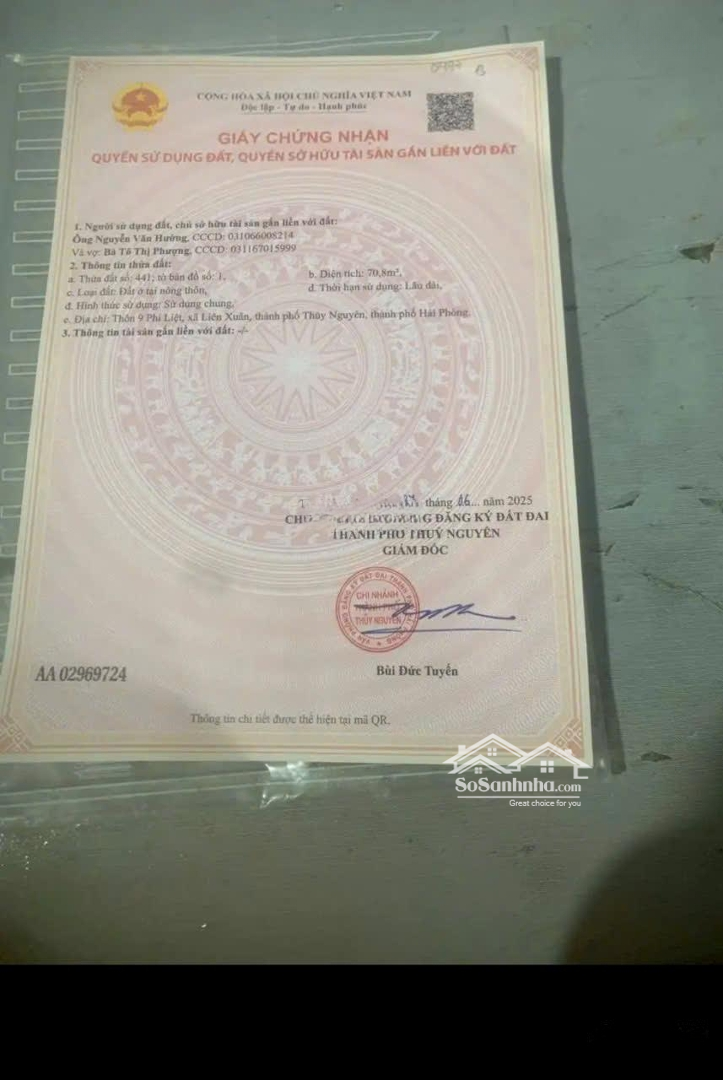 CỘNG HÒA XÃ HỘI CHỦ NGHĨA VIỆT NAM
Độc lập - Tự do - Hạnh phúc
GIẤY CHỨNG NHẬN
QUYỀN SỬ DỤNG ĐẤT, QUYỀN SỞ HỮU TÀI SẢN GẮN LIỀN VỚI ĐẤT
1. Người sử dụng đất, chủ sở hữu tài sản gắn liền với đất:
Ông Nguyễn Văn Hường, CCCD: 031066008214
Và vợ: Bà Tô Thị Phượng, CCCD: 031167015999
2. Thông tin thửa đất:
a. Thửa đất số: 441; tờ bản đồ số: 1, b. Diện tích: 70,8m²,
c. Loại đất: Đất ở tại nông thôn, d. Thời hạn sử dụng: Lâu dài,
đ. Hình thức sử dụng: Sử dụng chung,
e. Địa chỉ: Thôn 9 Phi Liệt, xã Liên Xuân, thành phố Thủy Nguyên, thành phố Hải Phòng.
3. Thông tin tài sản gắn liền với đất: -/-
tháng 06 ... năm 2025
ĐĂNG KÝ ĐẤT ĐAI
THÀNH PHỐ THUỶ NGUYÊN
GIÁM ĐỐC
CHI NHÁNH
THÀNH PHỐ
THỦY NGUYÊN
Bùi Đức Tuyến
AA 02969724
Thông tin chi tiết được thể hiện tại mã QR.
SoSanhnha.com
Great choice for you